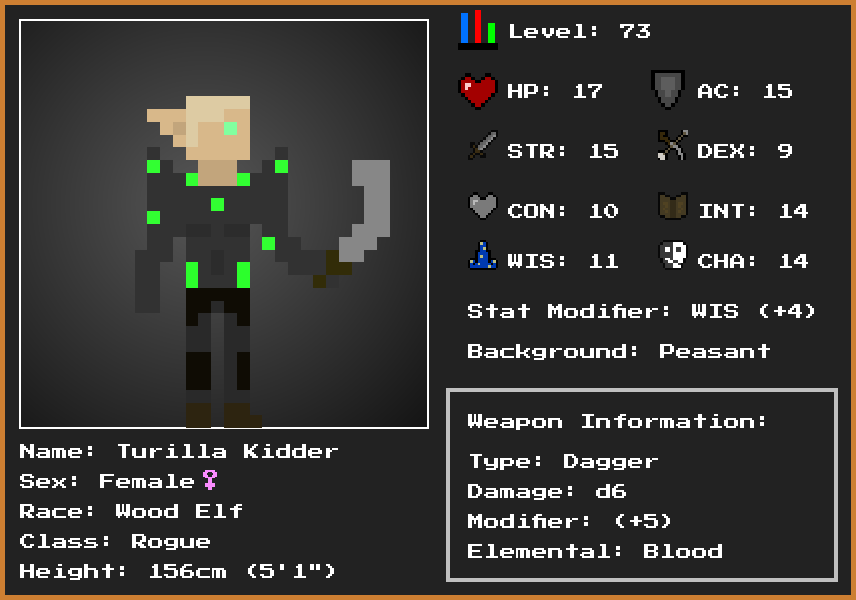 Level: 73
HP: 17
AC: 15
STR: 15
DEX: 9
CON: 10
INT: 14
WIS: 11
CHA: 14
Stat Modifier: WIS (+4)
Background: Peasant
Weapon Information:
Type: Dagger
Damage: d6
Modifier: (+5)
Elemental: Blood
Name: Turilla Kidder
Sex: Female♀
Race: Wood Elf
Class: Rogue
Height: 156cm (5'1")